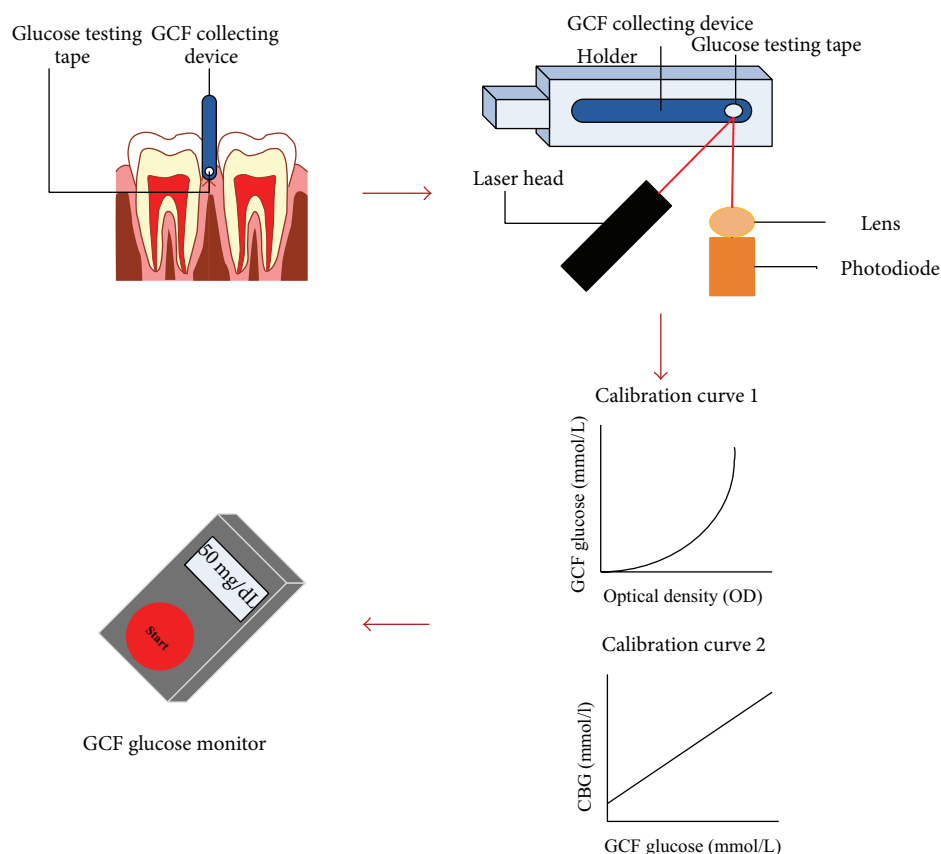 Glucose testing
tape
GCF collecting
device
GCF collecting device
Glucose testing tape
Holder
Laser head
Lens
Photodiode
Calibration curve 1
GCF glucose (mmol/L)
Optical density (OD)
50 mg/dL
Start
GCF glucose monitor
Calibration curve 2
CBG (mmol/l)
GCF glucose (mmol/L)